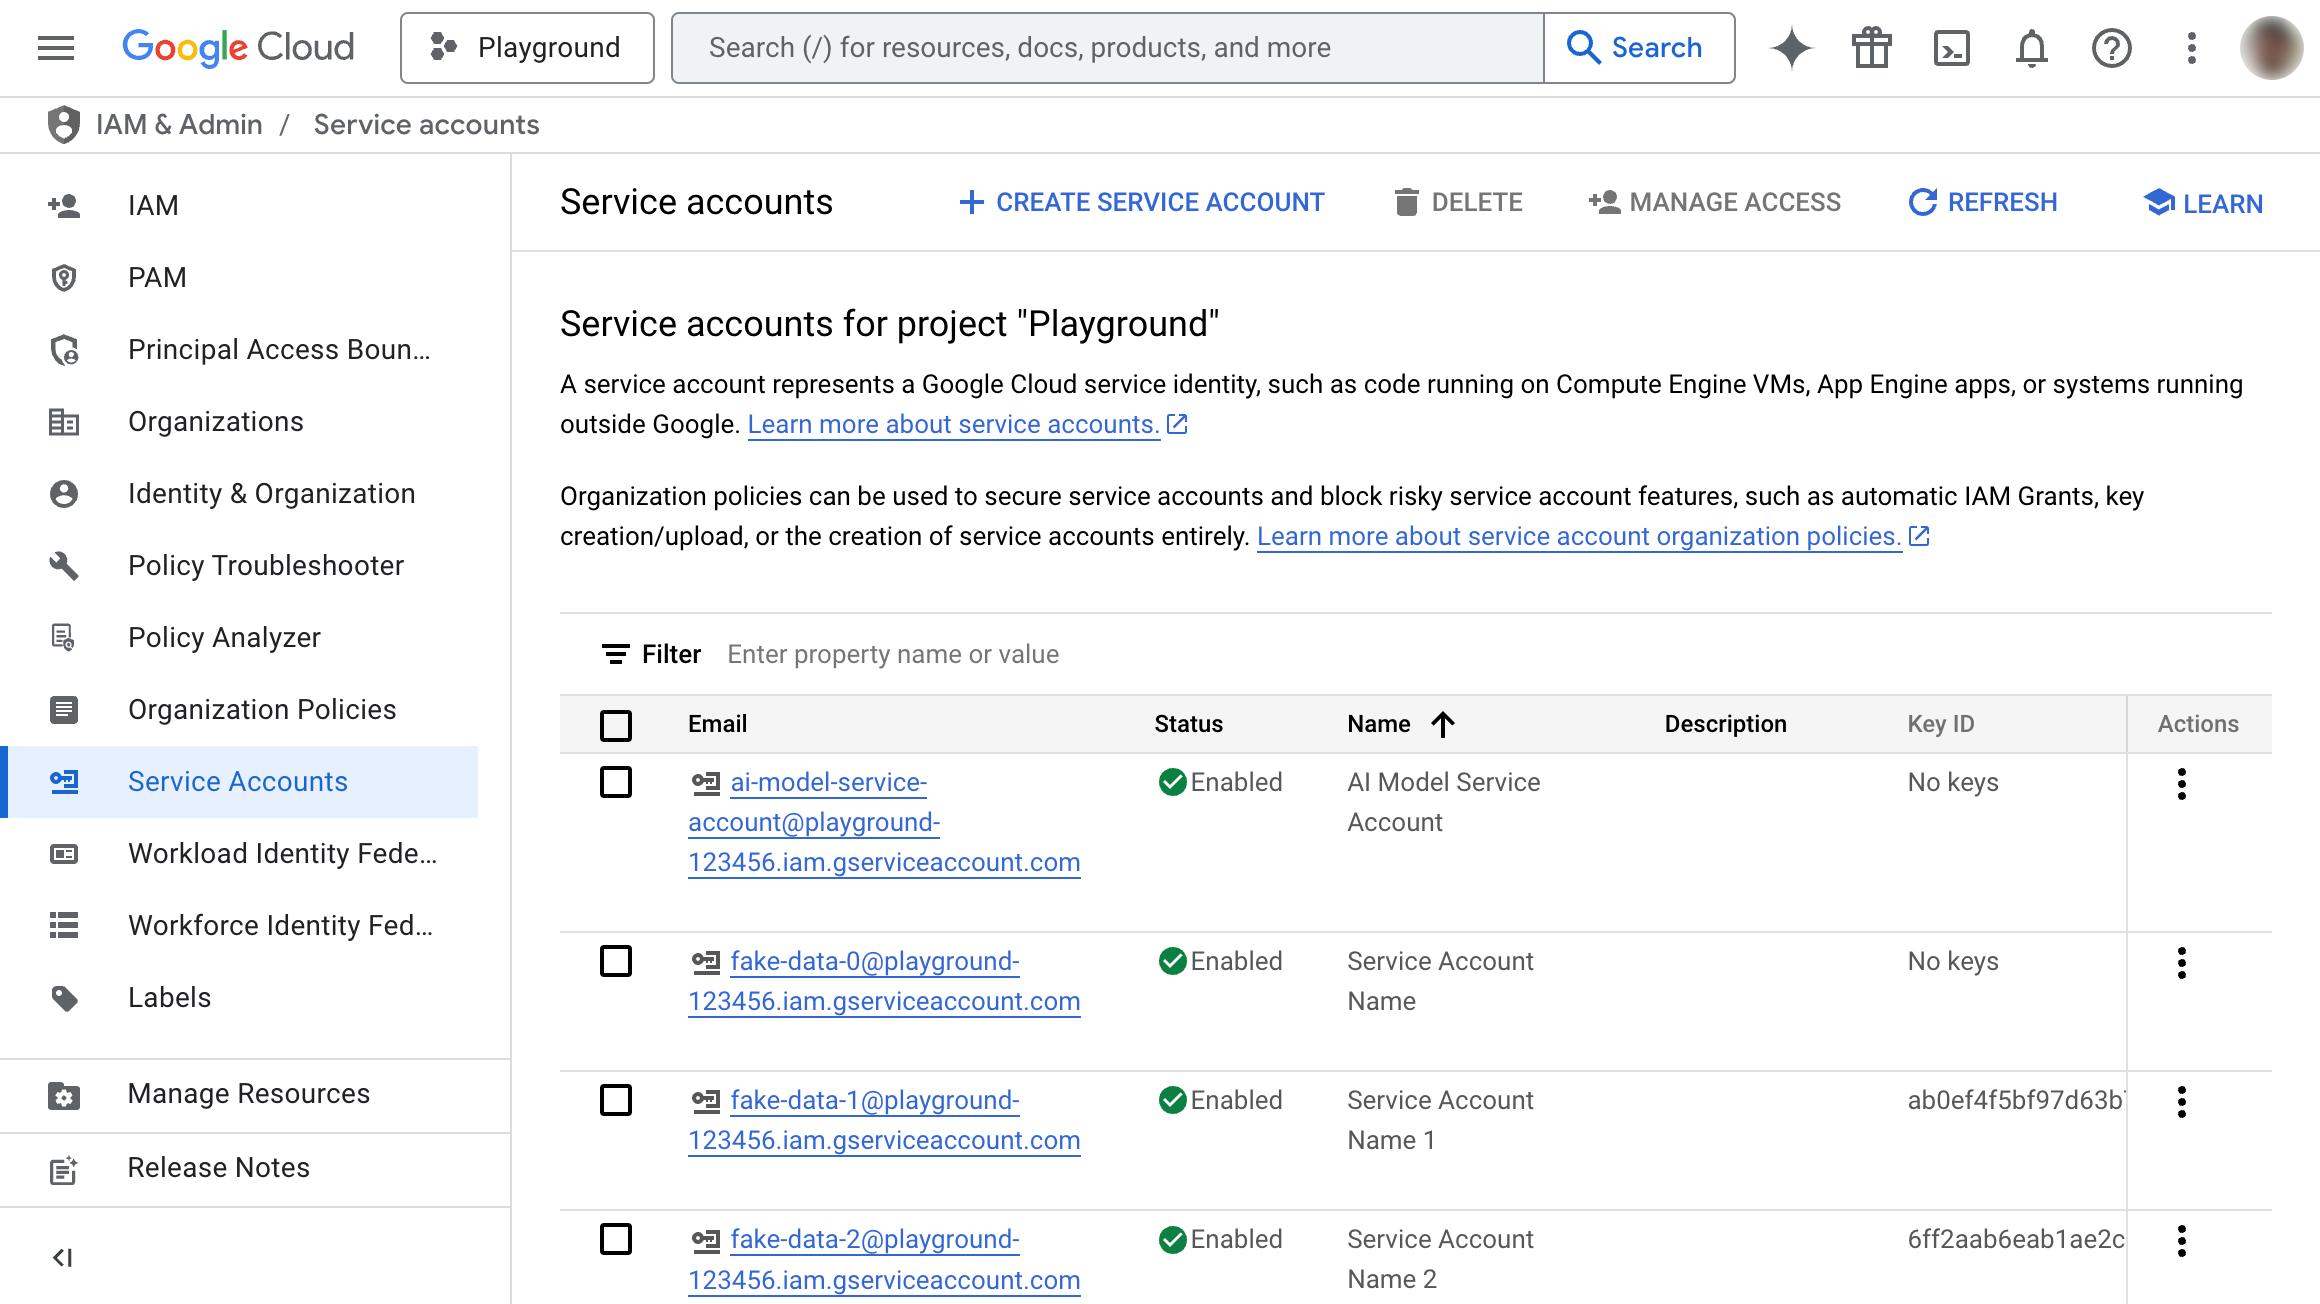 Google Cloud
Playground
Search (/) for resources, docs, products, and more
Search
IAM & Admin / Service accounts
IAM
PAM
Principal Access Boun...
Organizations
Identity & Organization
Policy Troubleshooter
Policy Analyzer
Organization Policies
Service Accounts
Workload Identity Fede...
Workforce Identity Fed...
Labels
Manage Resources
Release Notes
Service accounts
CREATE SERVICE ACCOUNT
DELETE
MANAGE ACCESS
REFRESH
LEARN
Service accounts for project "Playground"
A service account represents a Google Cloud service identity, such as code running on Compute Engine VMs, App Engine apps, or systems running
outside Google. Learn more about service accounts.
Organization policies can be used to secure service accounts and block risky service account features, such as automatic IAM Grants, key
creation/upload, or the creation of service accounts entirely. Learn more about service account organization policies.
Filter Enter property name or value
Email Status Name Description Key ID Actions
ai-model-service- Enabled AI Model Service No keys
account@playground- Account
123456.iam.gserviceaccount.com
fake-data-0@playground- Enabled Service Account No keys
123456.iam.gserviceaccount.com Name
fake-data-1@playground- Enabled Service Account ab0ef4f5bf97d63b
123456.iam.gserviceaccount.com Name 1
fake-data-2@playground- Enabled Service Account 6ff2aab6eab1ae2c
123456.iam.gserviceaccount.com Name 2